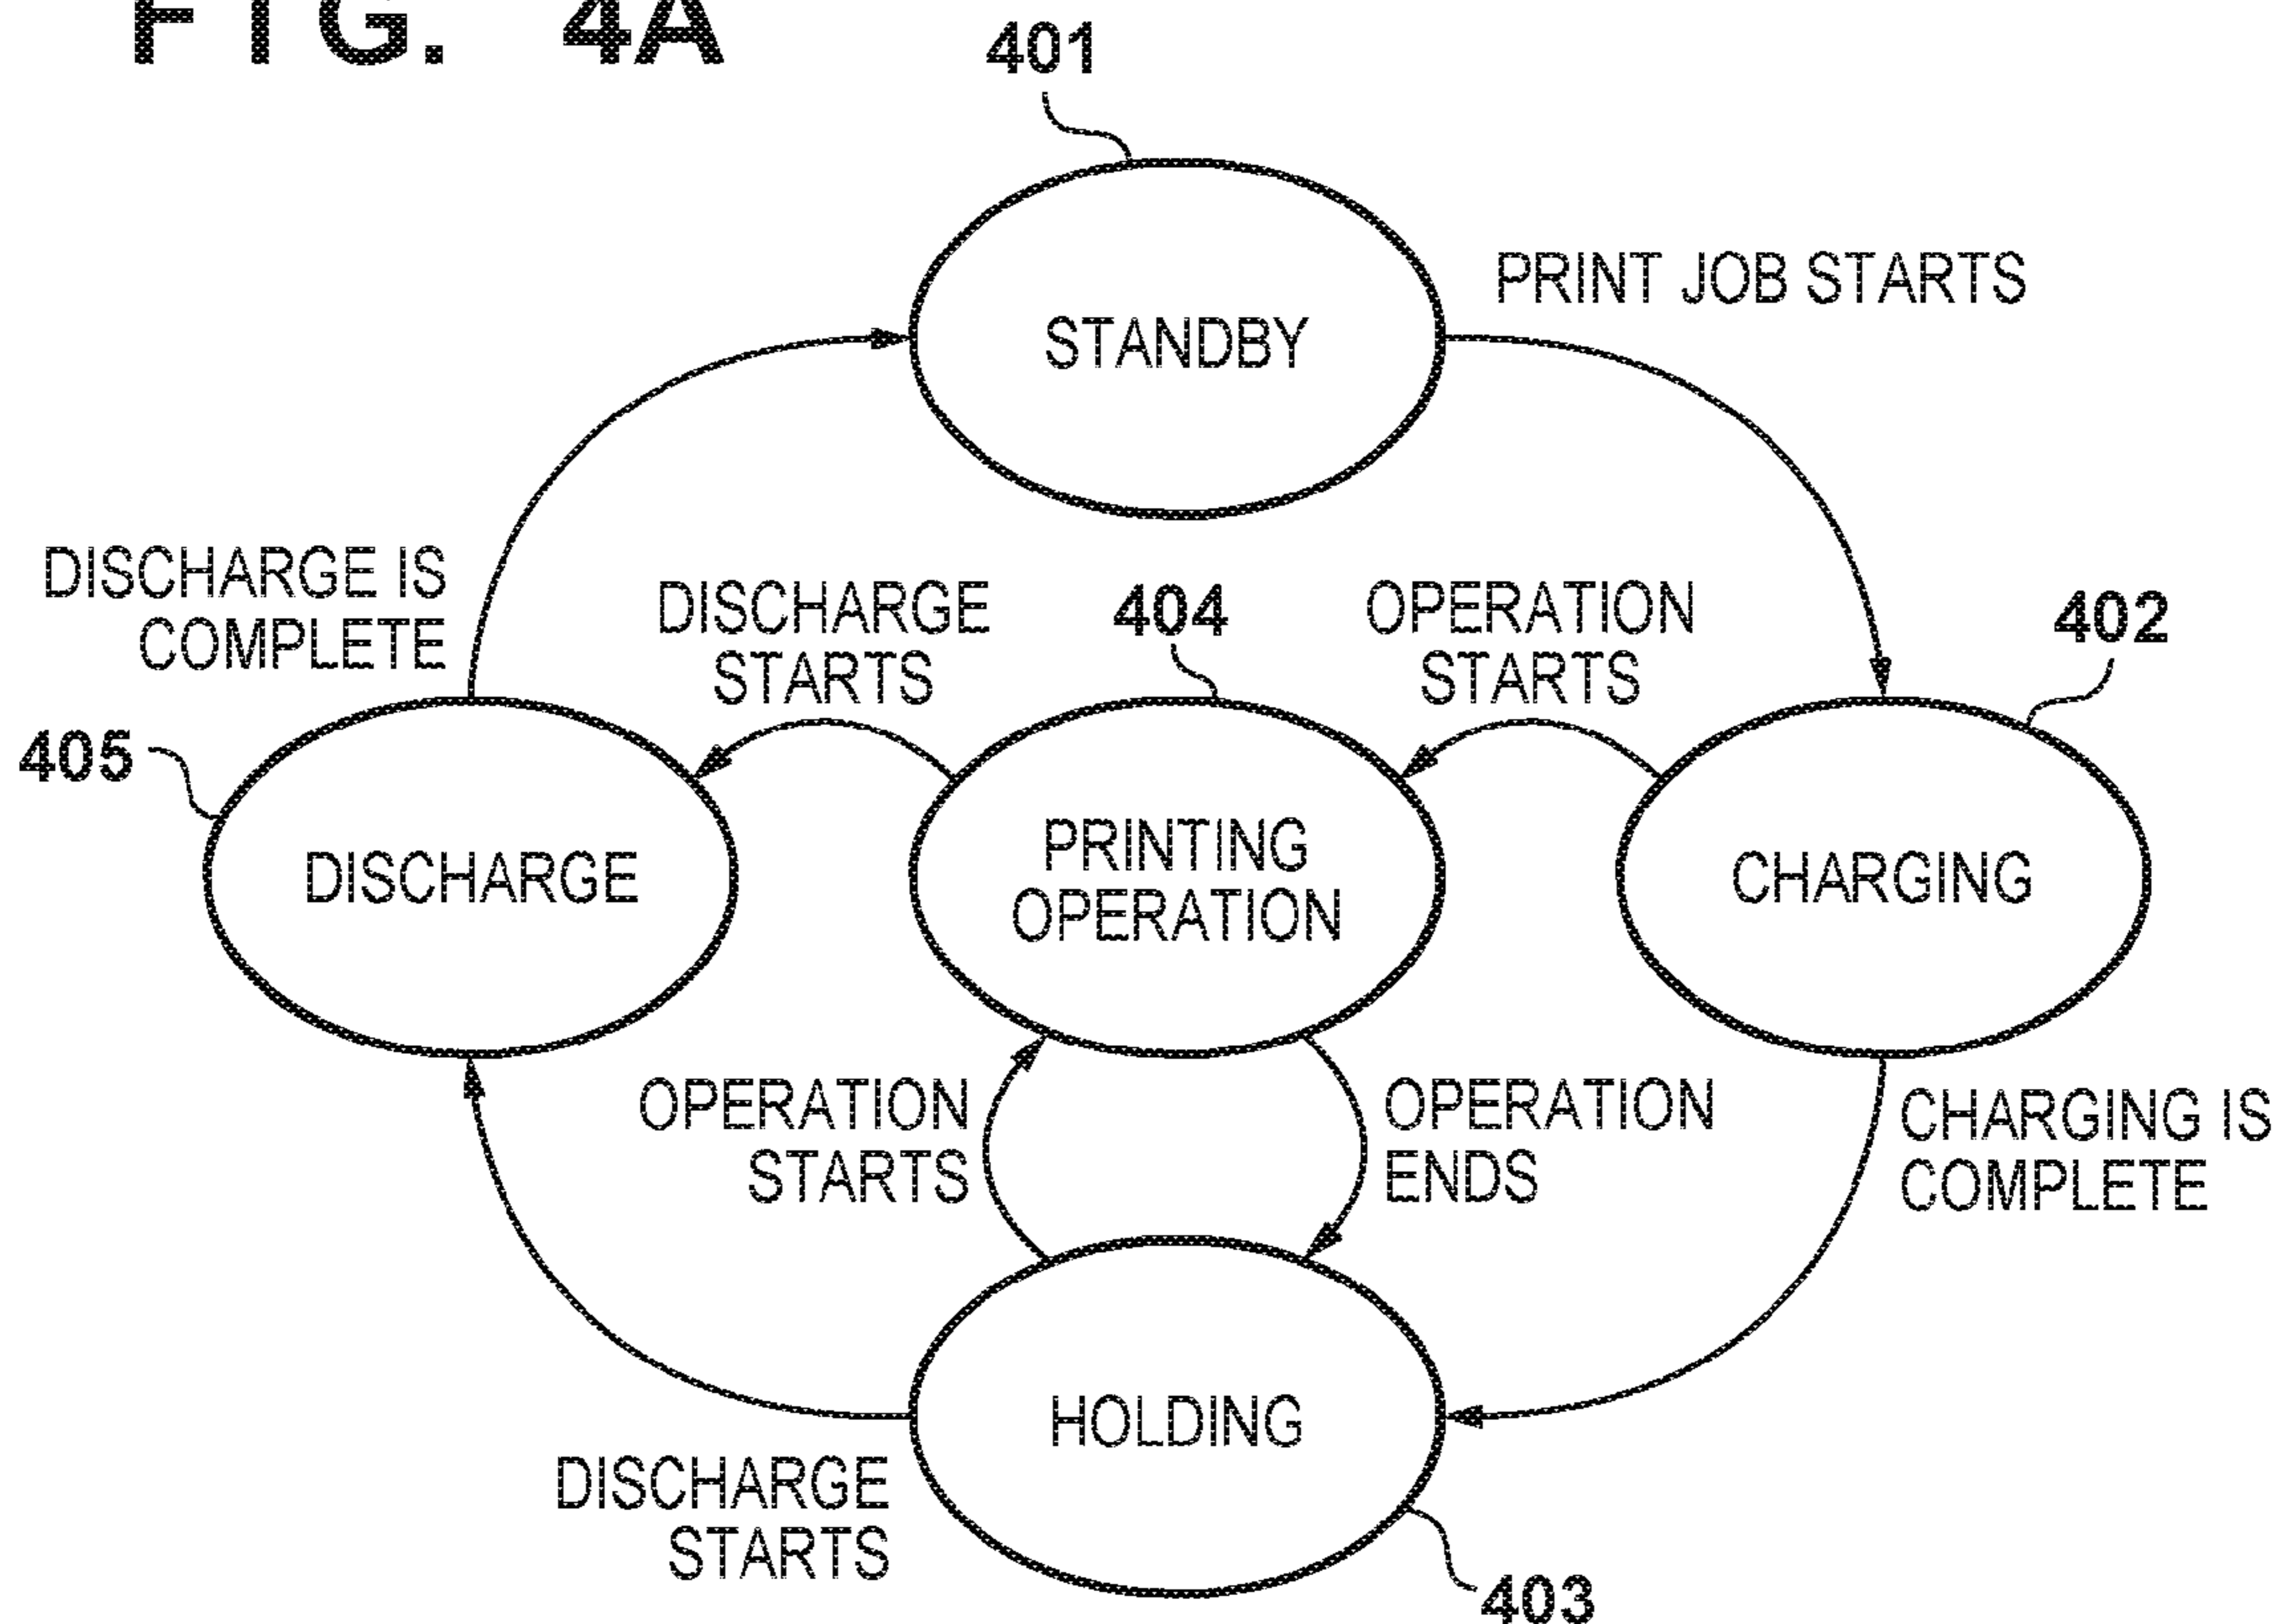 FIG. 4A
401
STANDBY
PRINT JOB STARTS
DISCHARGE IS
COMPLETE
DISCHARGE
STARTS
404
OPERATION
STARTS
402
405
DISCHARGE
PRINTING
OPERATION
CHARGING
OPERATION
STARTS
OPERATION
ENDS
CHARGING IS
COMPLETE
HOLDING
DISCHARGE
STARTS
403